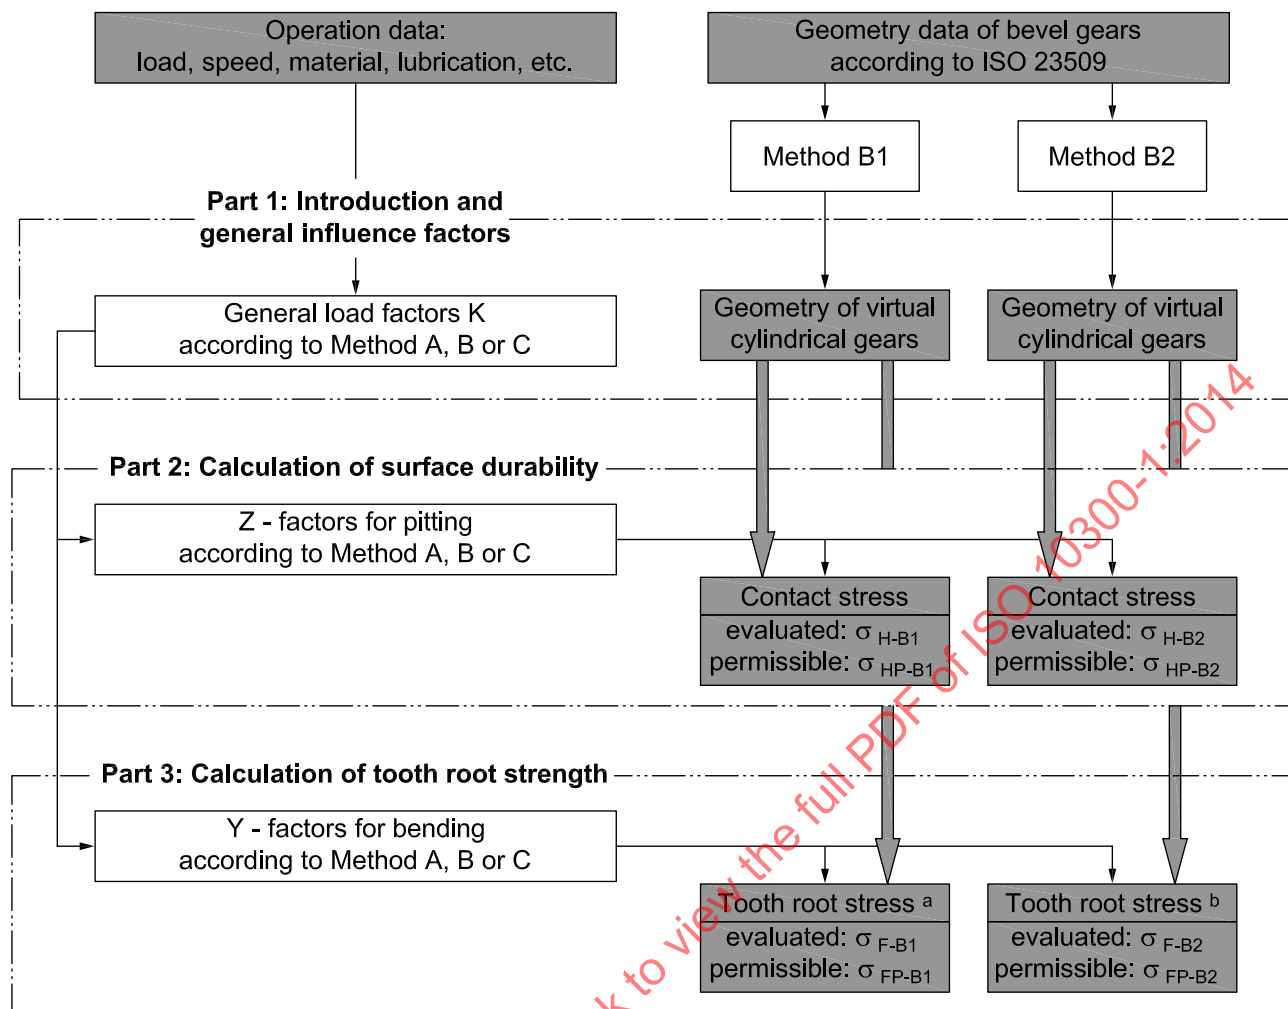 Operation data:
load, speed, material, lubrication, etc.
Geometry data of bevel gears
according to ISO 23509
Method B1
Method B2
Part 1: Introduction and
general influence factors
General load factors K
according to Method A, B or C
Geometry of virtual
cylindrical gears
Geometry of virtual
cylindrical gears
Part 2: Calculation of surface durability
Z - factors for pitting
according to Method A, B or C
Contact stress
evaluated: σ H-B1
permissible: σ HP-B1
Contact stress
evaluated: σ H-B2
permissible: σ HP-B2
Part 3: Calculation of tooth root strength
Y - factors for bending
according to Method A, B or C
Tooth root stress a
evaluated: σ F-B1
permissible: σ FP-B1
Tooth root stress b
evaluated: σ F-B2
permissible: σ FP-B2
to view the full PDF of ISO 10300-1:2014